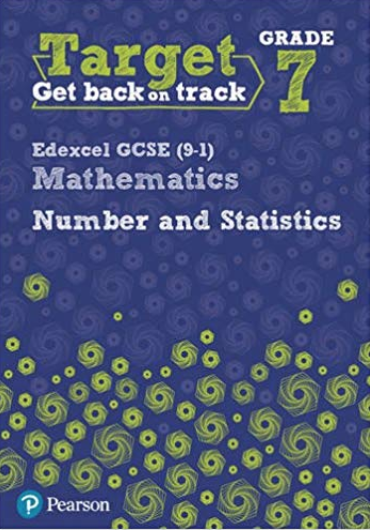 Target
GRADE
7
Get back on track
Edexcel GCSE (9-1)
Mathematics
Number and Statistics
Pearson